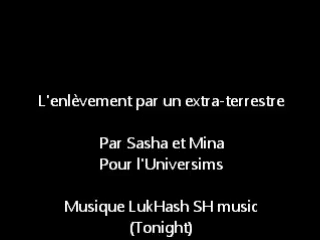 L'enlèvement par un extra-terrestre
Par Sasha et Mina
Pour l'Universims
Musique LukHash SH music
(Tonight)